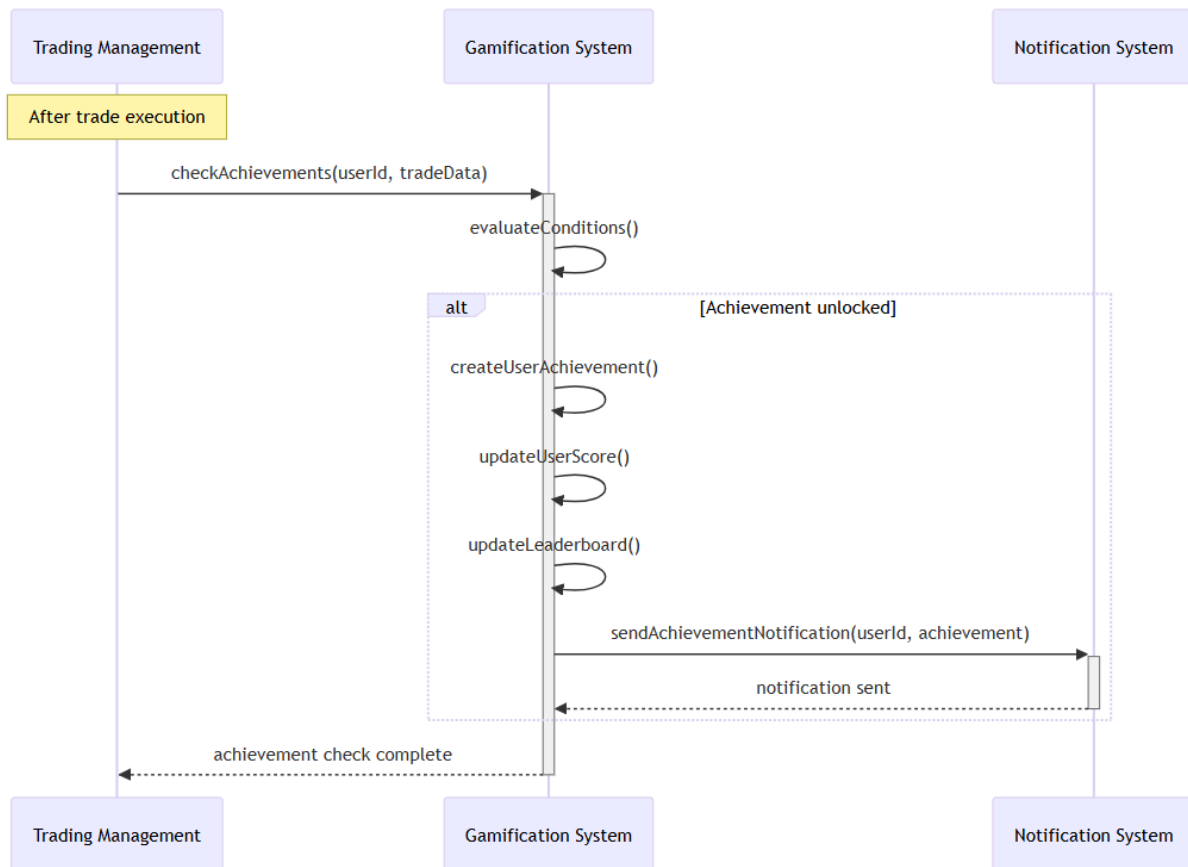 Trading Management
Gamification System
Notification System
After trade execution
checkAchievements(userId, tradeData)
evaluateConditions()
alt
[Achievement unlocked]
createUserAchievement()
updateUserScore()
updateLeaderboard()
sendAchievementNotification(userId, achievement)
notification sent
achievement check complete
Trading Management
Gamification System
Notification System